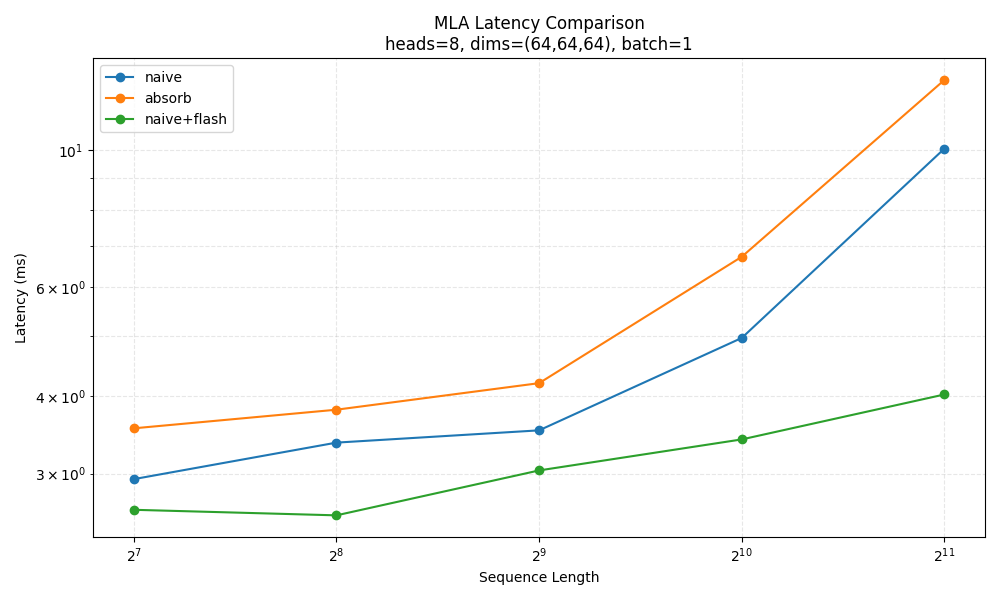 MLA Latency Comparison
heads=8, dims=(64,64,64), batch=1
naive
absorb
naive+flash
10¹
6 × 10⁰
4 × 10⁰
3 × 10⁰
Latency (ms)
2⁷ 2⁸ 2⁹ 2¹⁰ 2¹¹
Sequence Length